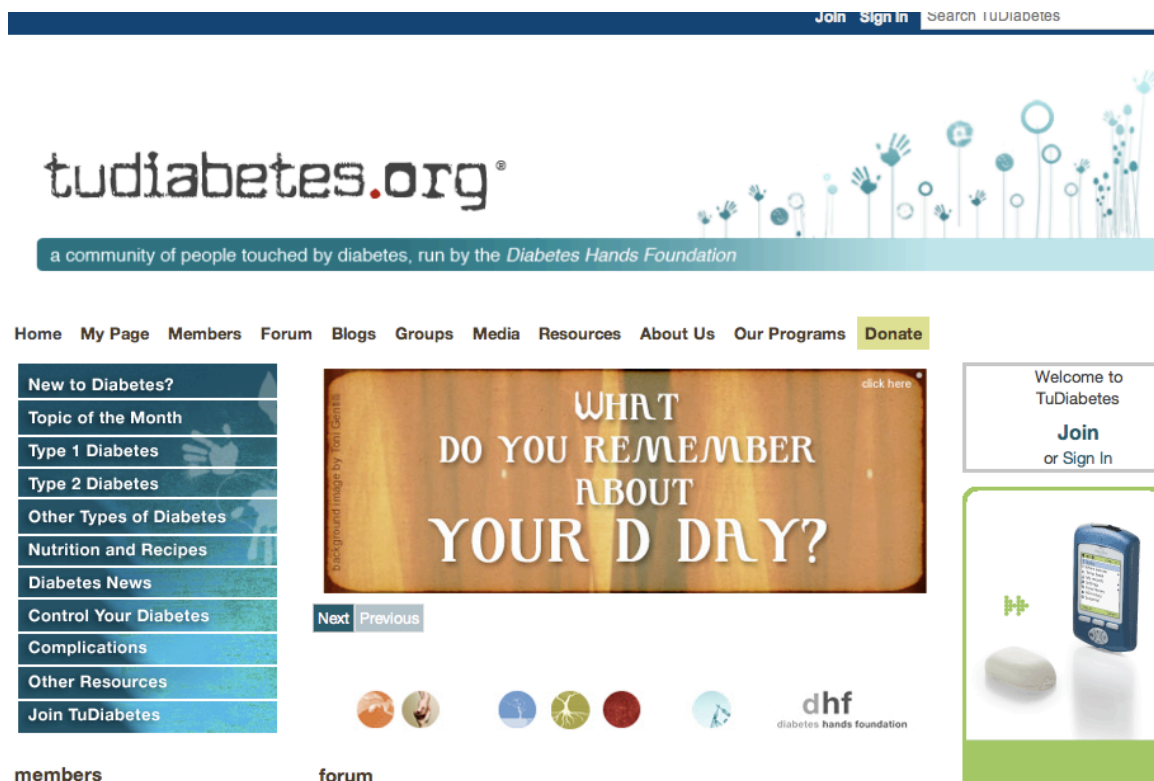 Join Sign In Search TuDiabetes
tudiabetes.org®
a community of people touched by diabetes, run by the Diabetes Hands Foundation
Home My Page Members Forum Blogs Groups Media Resources About Us Our Programs Donate
New to Diabetes?
Topic of the Month
Type 1 Diabetes
Type 2 Diabetes
Other Types of Diabetes
Nutrition and Recipes
Diabetes News
Control Your Diabetes
Complications
Other Resources
Join TuDiabetes
click here
background image by Toni Gentilli
WHAT
DO YOU REMEMBER
ABOUT
YOUR D DAY?
Next Previous
dhf
diabetes hands foundation
Welcome to
TuDiabetes
Join
or Sign In
members
forum